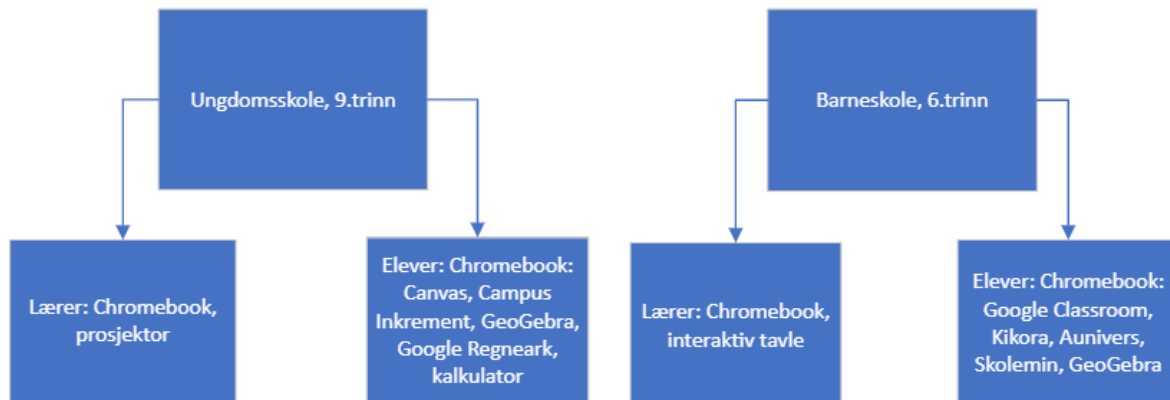 Ungdomsskole, 9.trinn
Lærer: Chromebook,
prosjektor
Elever: Chromebook:
Canvas, Campus
Inkrement, GeoGebra,
Google Regneark,
kalkulator
Barneskole, 6.trinn
Lærer: Chromebook,
interaktiv tavle
Elever: Chromebook:
Google Classroom,
Kikora, Aunivers,
Skolemin, GeoGebra